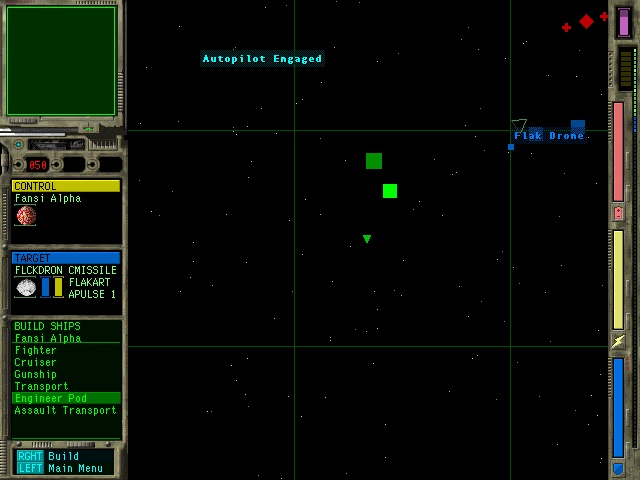 Autopilot Engaged
Flak Drone
050
CONTROL
Fansi Alpha
TARGET
FLCKDRON CMISSILE
FLAKART
APULSE 1
BUILD SHIPS
Fansi Alpha
Fighter
Cruiser
Gunship
Transport
Engineer Pod
Assault Transport
RGHT Build
LEFT Main Menu